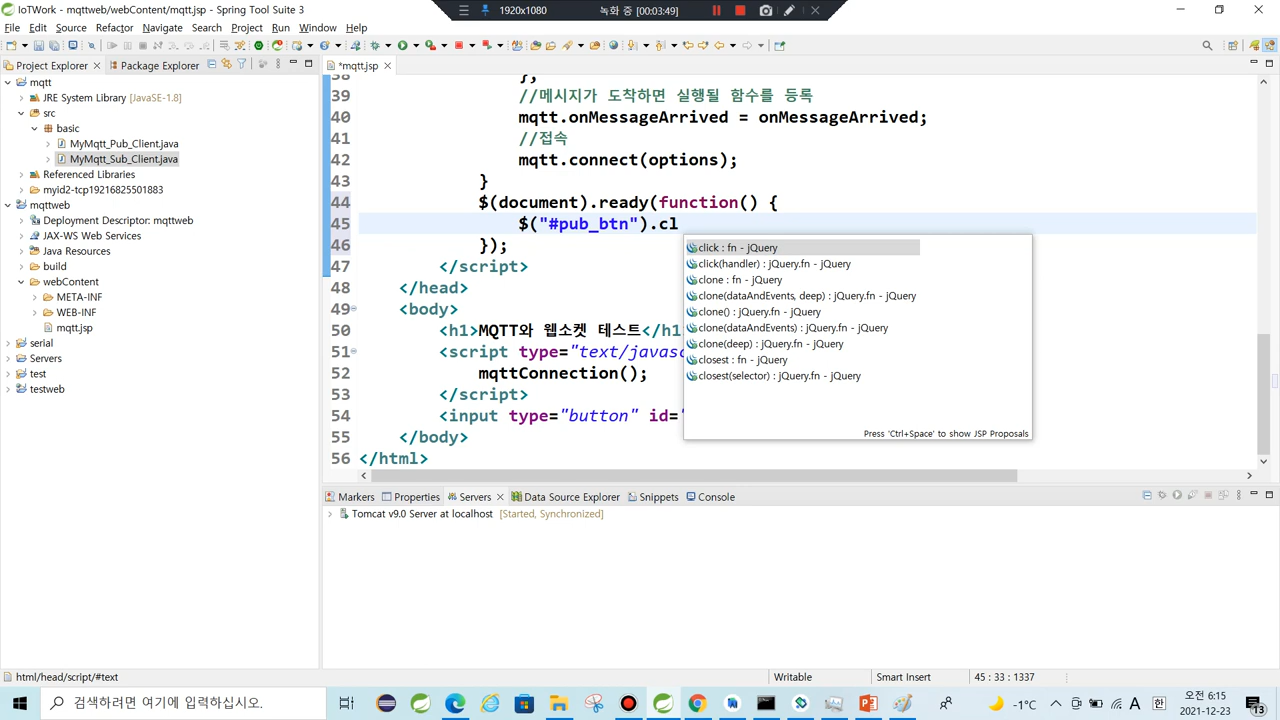 IoTWork - mqttweb/webContent/mqtt.jsp - Spring Tool Suite 3
1920x1080
녹화 중 [00:03:49]
File Edit Source Refactor Navigate Search Project Run Window Help
Project Explorer
Package Explorer
*mqtt.jsp
mqtt
JRE System Library [JavaSE-1.8]
src
basic
MyMqtt_Pub_Client.java
MyMqtt_Sub_Client.java
Referenced Libraries
myid2-tcp19216825501883
mqttweb
Deployment Descriptor: mqttweb
JAX-WS Web Services
Java Resources
build
webContent
META-INF
WEB-INF
mqtt.jsp
serial
Servers
test
testweb
38 };
39 //메시지가 도착하면 실행될 함수를 등록
40 mqtt.onMessageArrived = onMessageArrived;
41 //접속
42 mqtt.connect(options);
43 }
44 $(document).ready(function() {
45 $("#pub_btn").cl
46 });
47 </script>
48 </head>
49 <body>
50 <h1>MQTT와 웹소켓 테스트</h1
51 <script type="text/javasc
52 mqttConnection();
53 </script>
54 <input type="button" id="
55 </body>
56 </html>
click : fn - jQuery
click(handler) : jQuery.fn - jQuery
clone : fn - jQuery
clone(dataAndEvents, deep) : jQuery.fn - jQuery
clone() : jQuery.fn - jQuery
clone(dataAndEvents) : jQuery.fn - jQuery
clone(deep) : jQuery.fn - jQuery
closest : fn - jQuery
closest(selector) : jQuery.fn - jQuery
Press 'Ctrl+Space' to show JSP Proposals
Markers
Properties
Servers
Data Source Explorer
Snippets
Console
Tomcat v9.0 Server at localhost [Started, Synchronized]
html/head/script/#text
Writable
Smart Insert
45 : 33 : 1337
검색하려면 여기에 입력하십시오.
-1°C
A
한
오전 6:15
2021-12-23
13